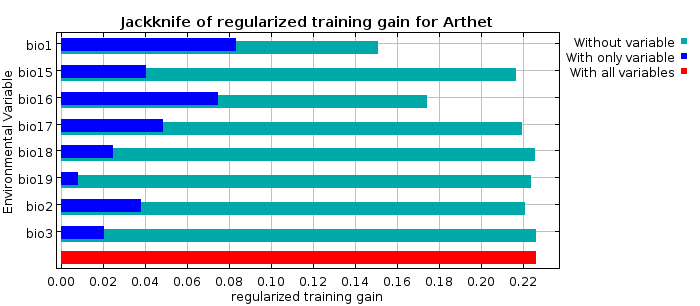 Jackknife of regularized training gain for Arthet
Without variable
With only variable
With all variables
Environmental Variable
bio1
bio15
bio16
bio17
bio18
bio19
bio2
bio3
0.00 0.02 0.04 0.06 0.08 0.10 0.12 0.14 0.16 0.18 0.20 0.22
regularized training gain